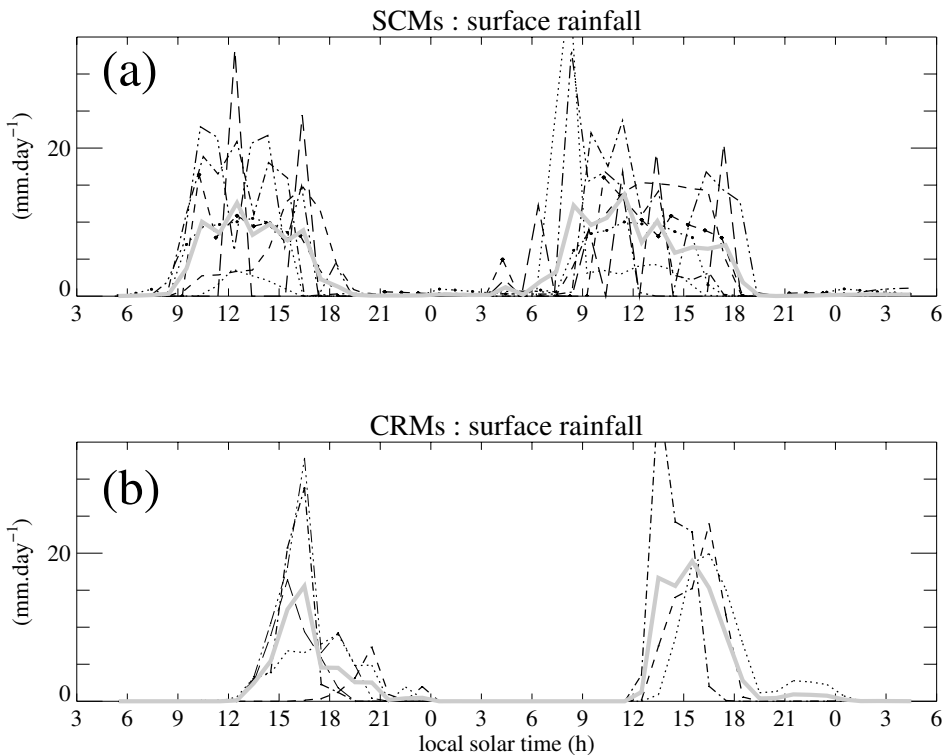 SCMs : surface rainfall
(a)
20
(mm.day⁻¹)
0
3 6 9 12 15 18 21 0 3 6 9 12 15 18 21 0 3 6
CRMs : surface rainfall
(b)
20
(mm.day⁻¹)
0
3 6 9 12 15 18 21 0 3 6 9 12 15 18 21 0 3 6
local solar time (h)